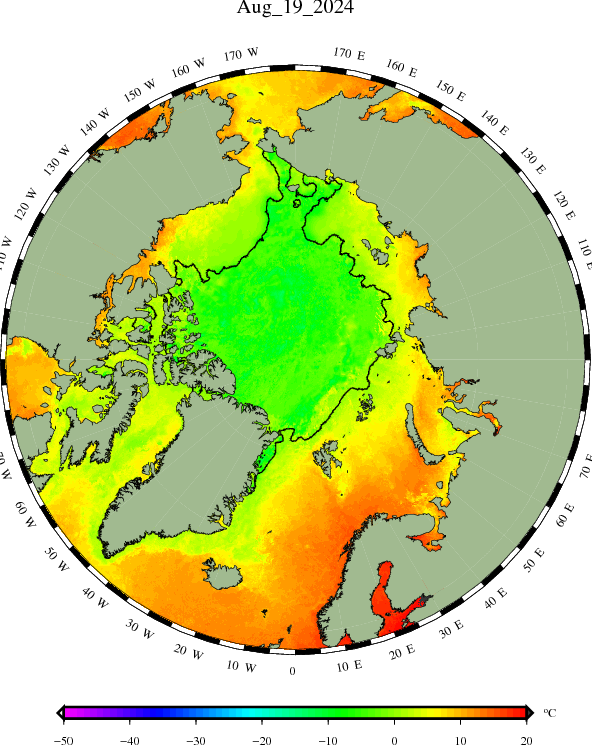 Aug_19_2024
170 W
170 E
160 W
160 E
150 W
150 E
140 W
140 E
130 W
130 E
120 W
120 E
110 E
70 E
60 W
60 E
50 W
50 E
40 W
40 E
30 W
30 E
20 W
20 E
10 W
10 E
0
°C
−50 −40 −30 −20 −10 0 10 20